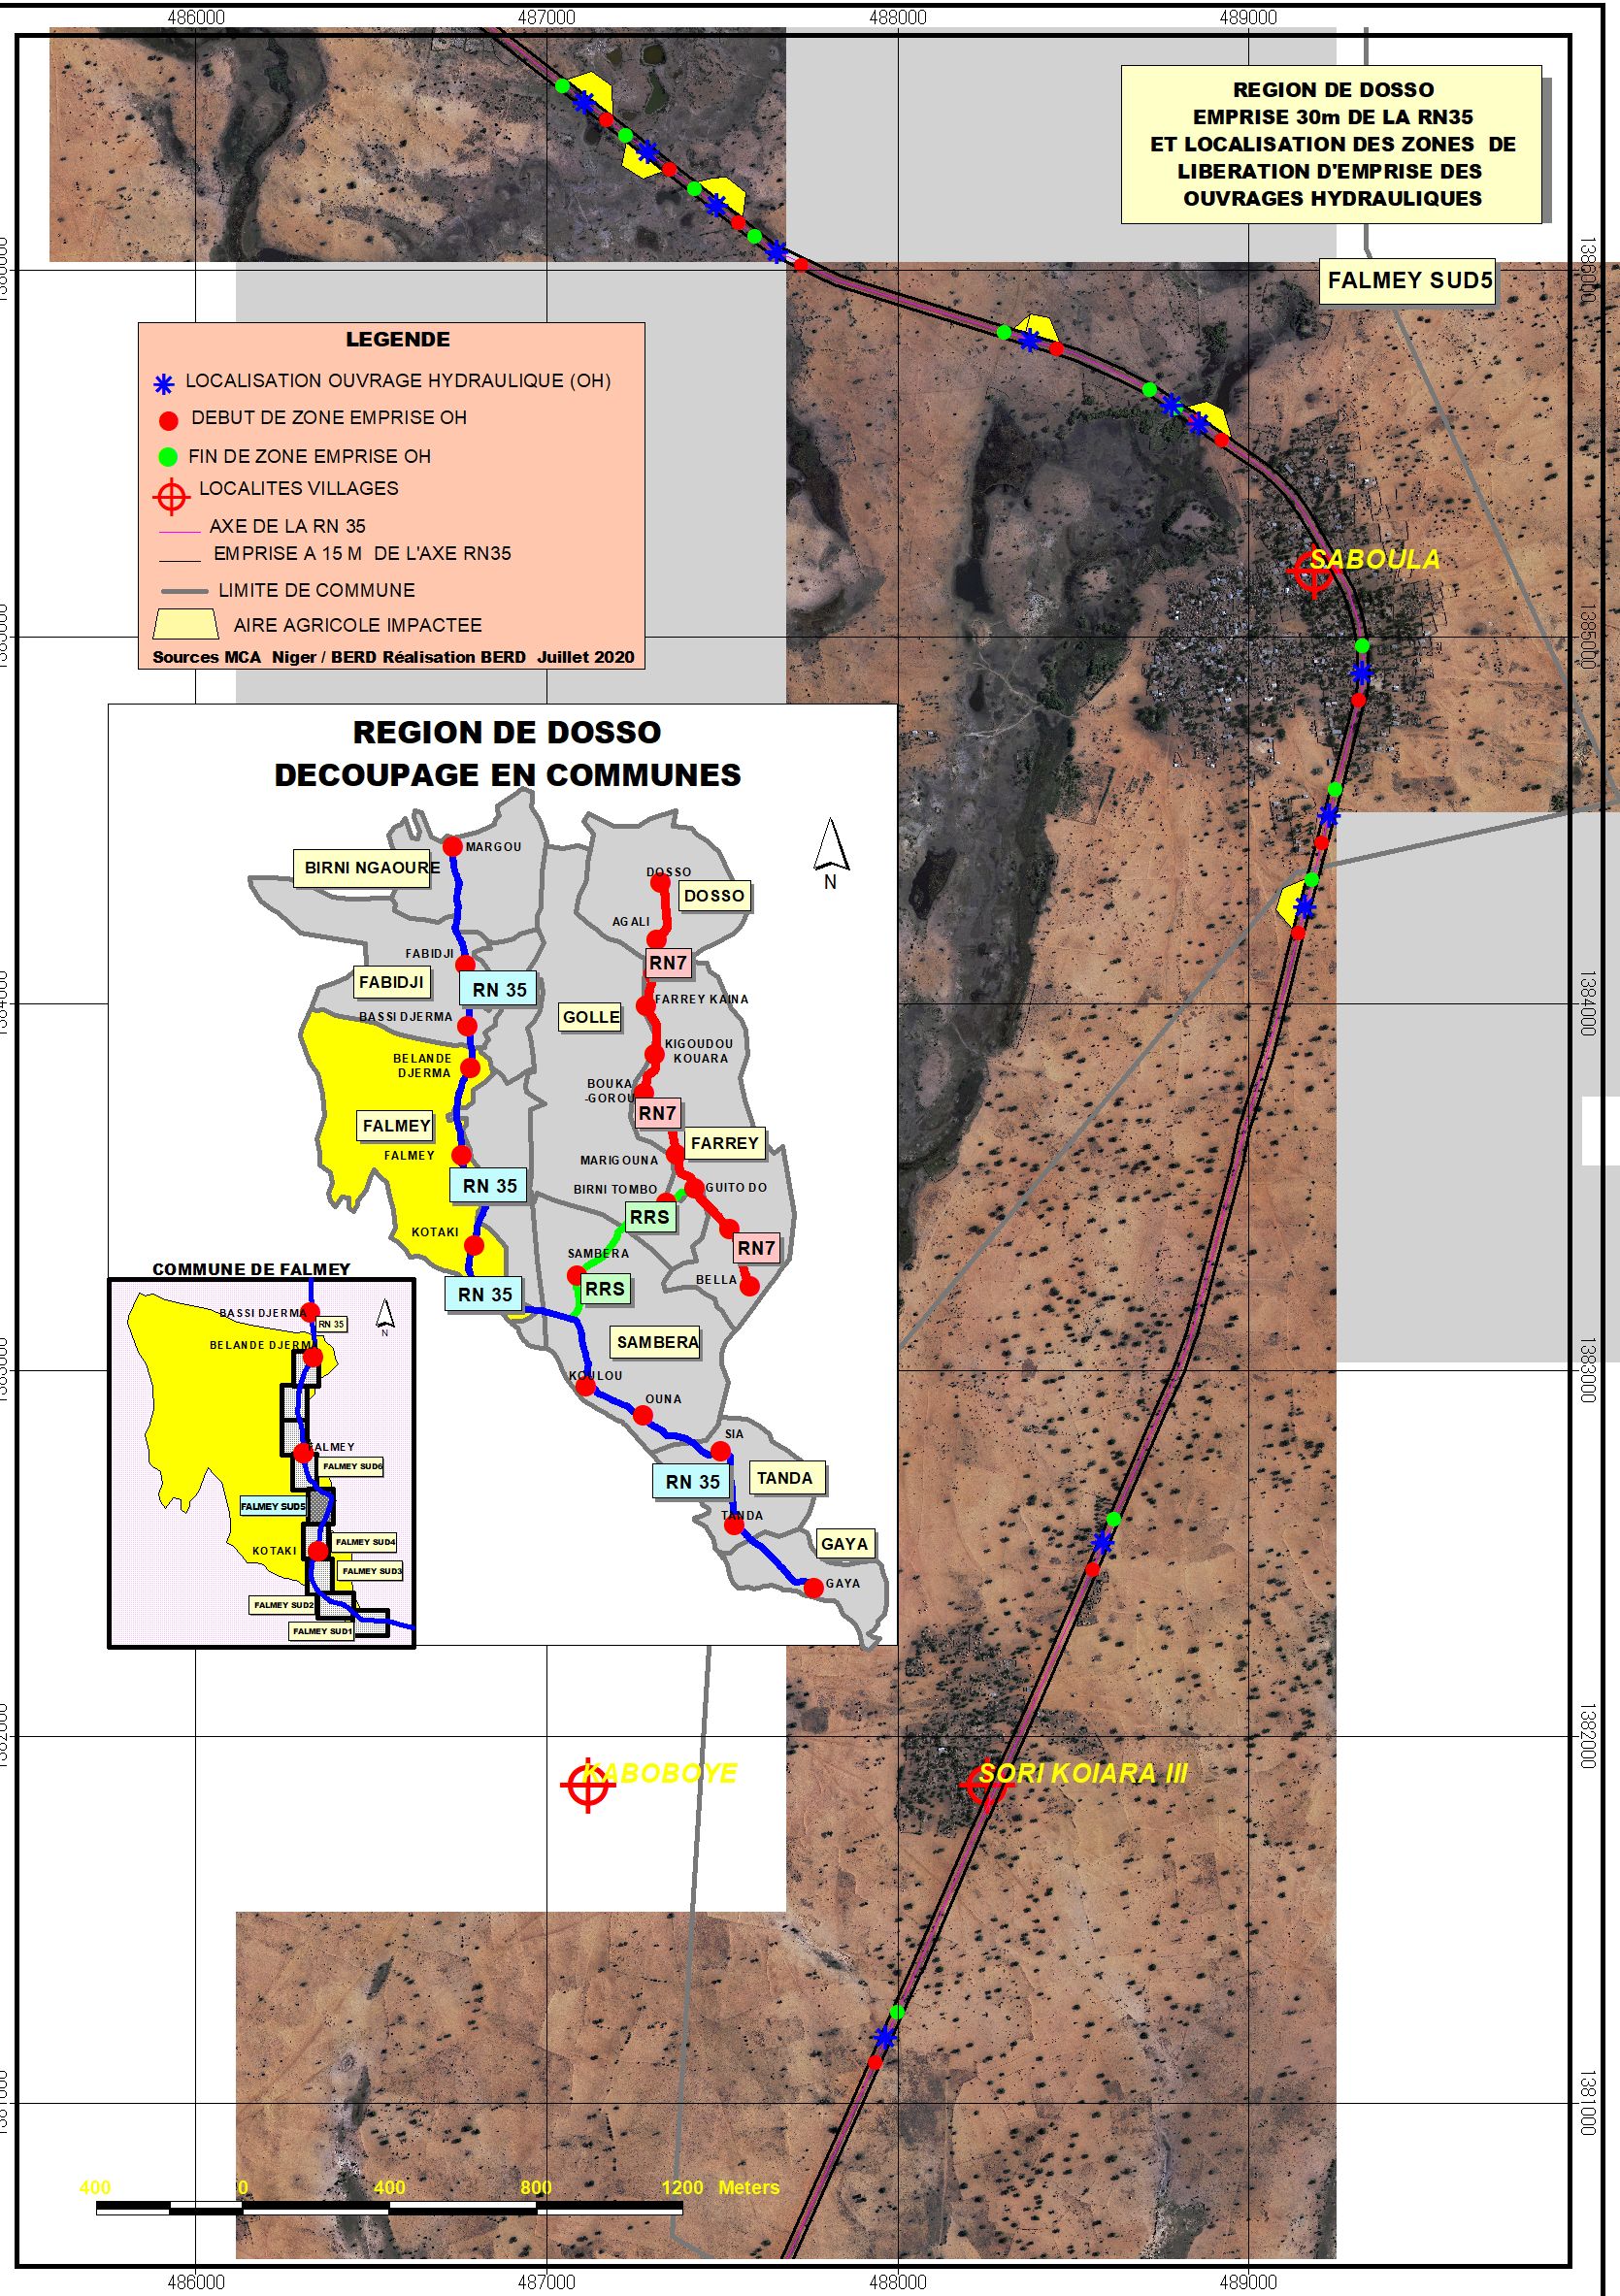 486000
487000
488000
489000
REGION DE DOSSO
EMPRISE 30m DE LA RN35
ET LOCALISATION DES ZONES DE
LIBERATION D'EMPRISE DES
OUVRAGES HYDRAULIQUES
1386000
FALMEY SUD5
LEGENDE
LOCALISATION OUVRAGE HYDRAULIQUE (OH)
DEBUT DE ZONE EMPRISE OH
FIN DE ZONE EMPRISE OH
LOCALITES VILLAGES
AXE DE LA RN 35
EMPRISE A 15 M DE L'AXE RN35
LIMITE DE COMMUNE
AIRE AGRICOLE IMPACTEE
Sources MCA Niger / BERD Réalisation BERD Juillet 2020
SABOULA
1385000
REGION DE DOSSO
DECOUPAGE EN COMMUNES
MARGOU
BIRNI NGAOURE
N
DOSSO
DOSSO
AGALI
FABIDJI
RN7
FABIDJI
RN 35
FARREY KAINA
BASSI DJERMA
GOLLE
KIGOUDOU
KOUARA
BELANDE
DJERMA
BOUKA
-GOROU
RN7
FALMEY
FARREY
FALMEY
MARIGOUNA
RN 35
BIRNI TOMBO
GUITO DO
RRS
KOTAKI
SAMBERA
RN7
BELLA
RN 35
RRS
SAMBERA
KOULOU
OUNA
SIA
RN 35
TANDA
TANDA
GAYA
GAYA
COMMUNE DE FALMEY
BASSI DJERMA
RN 35
N
BELANDE DJERMA
FALMEY
FALMEY SUD6
FALMEY SUD5
FALMEY SUD4
KOTAKI
FALMEY SUD3
FALMEY SUD2
FALMEY SUD1
1384000
1383000
1382000
KABOBOYE
SORI KOIARA III
1381000
400
0
400
800
1200 Meters
486000
487000
488000
489000